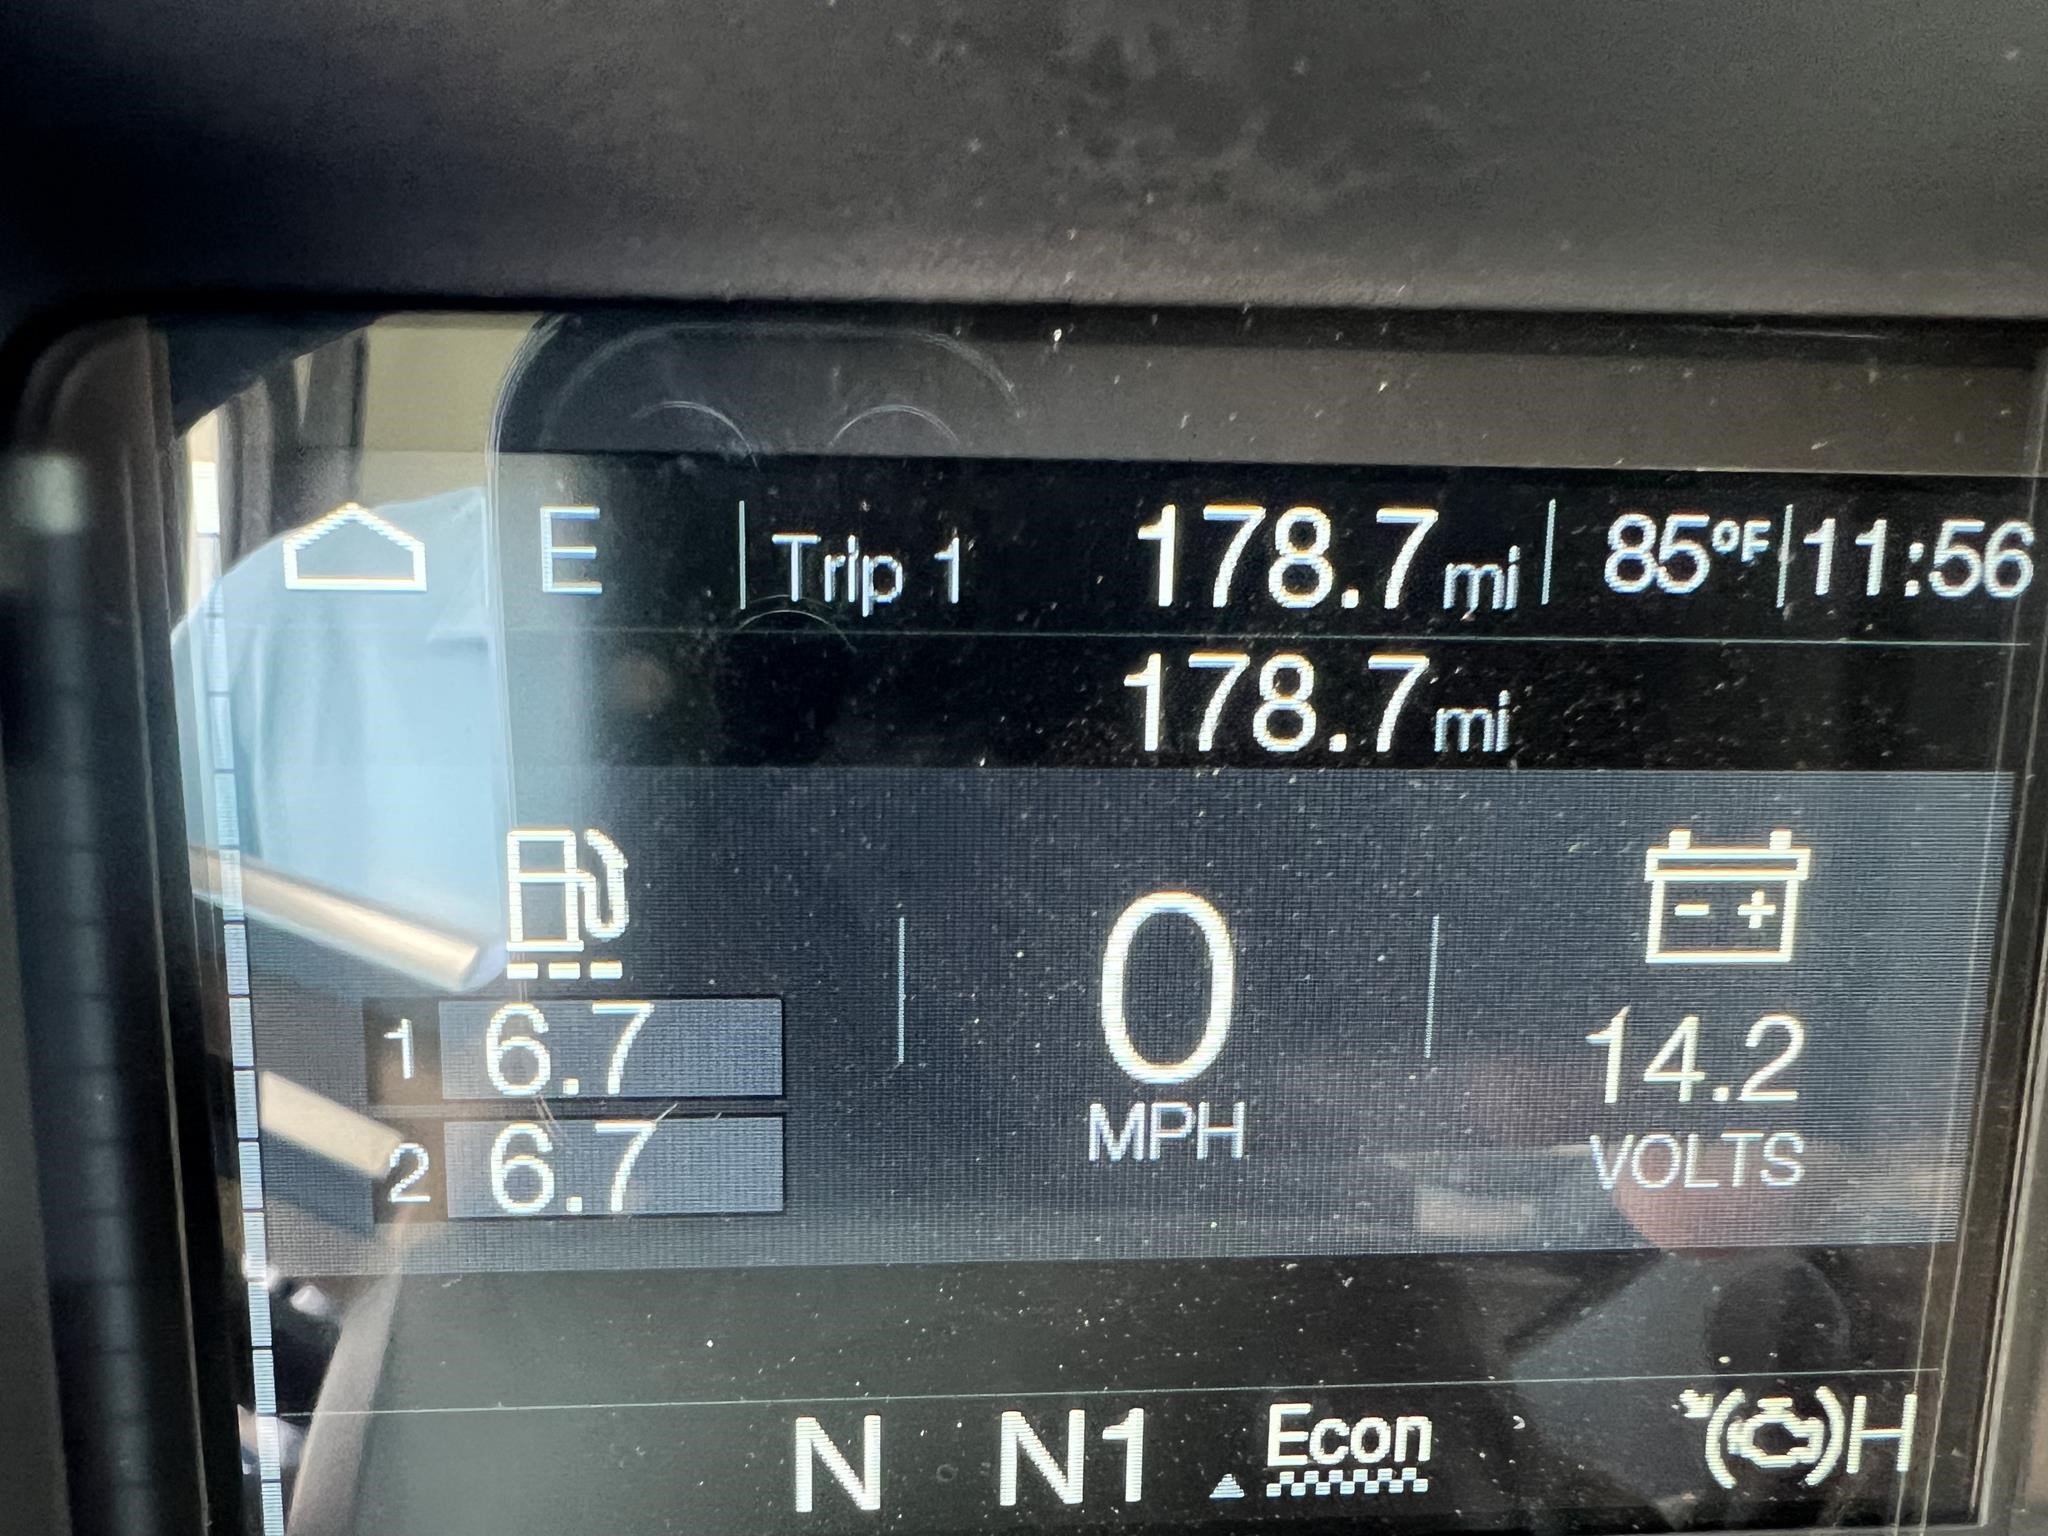 E Trip 1 178.7 mi 85°F 11:56
178.7 mi
- +
1 6.7
2 6.7
0
MPH
14.2
VOLTS
N N1 Econ H